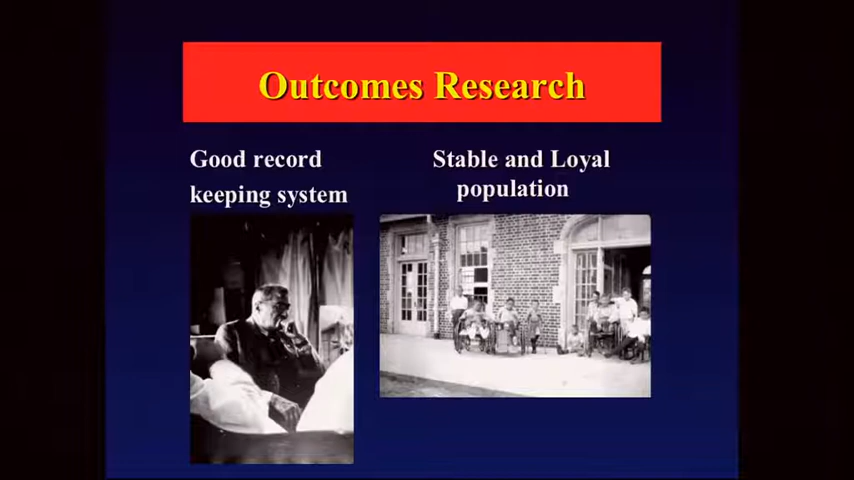 Outcomes Research
Good record
keeping system
Stable and Loyal
population